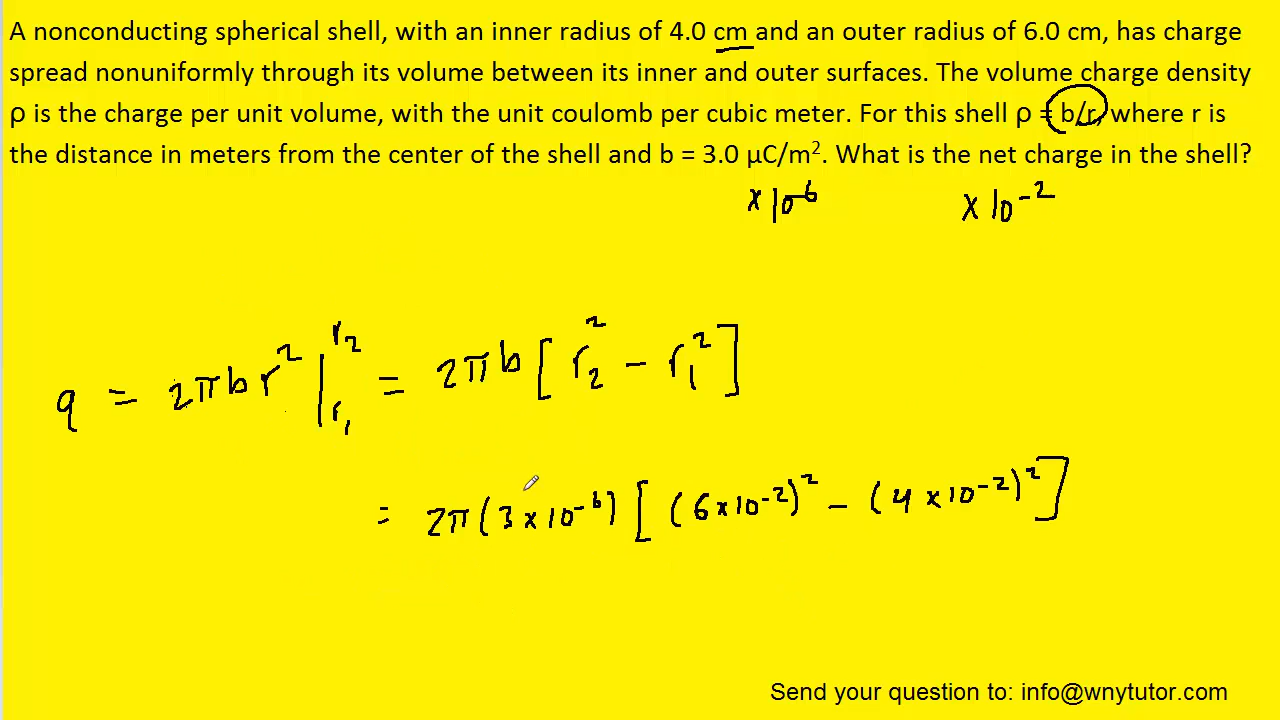 A nonconducting spherical shell, with an inner radius of 4.0 cm and an outer radius of 6.0 cm, has charge
spread nonuniformly through its volume between its inner and outer surfaces. The volume charge density
ρ is the charge per unit volume, with the unit coulomb per cubic meter. For this shell ρ = b/r, where r is
the distance in meters from the center of the shell and b = 3.0 μC/m². What is the net charge in the shell?
x 10⁻⁶ x 10⁻²
q = 2πbr² |ᵣ₁ʳ² = 2πb [r₂² − r₁²]
= 2π(3 x 10⁻⁶) [(6 x 10⁻²)² − (4 x 10⁻²)²]
Send your question to: info@wnytutor.com